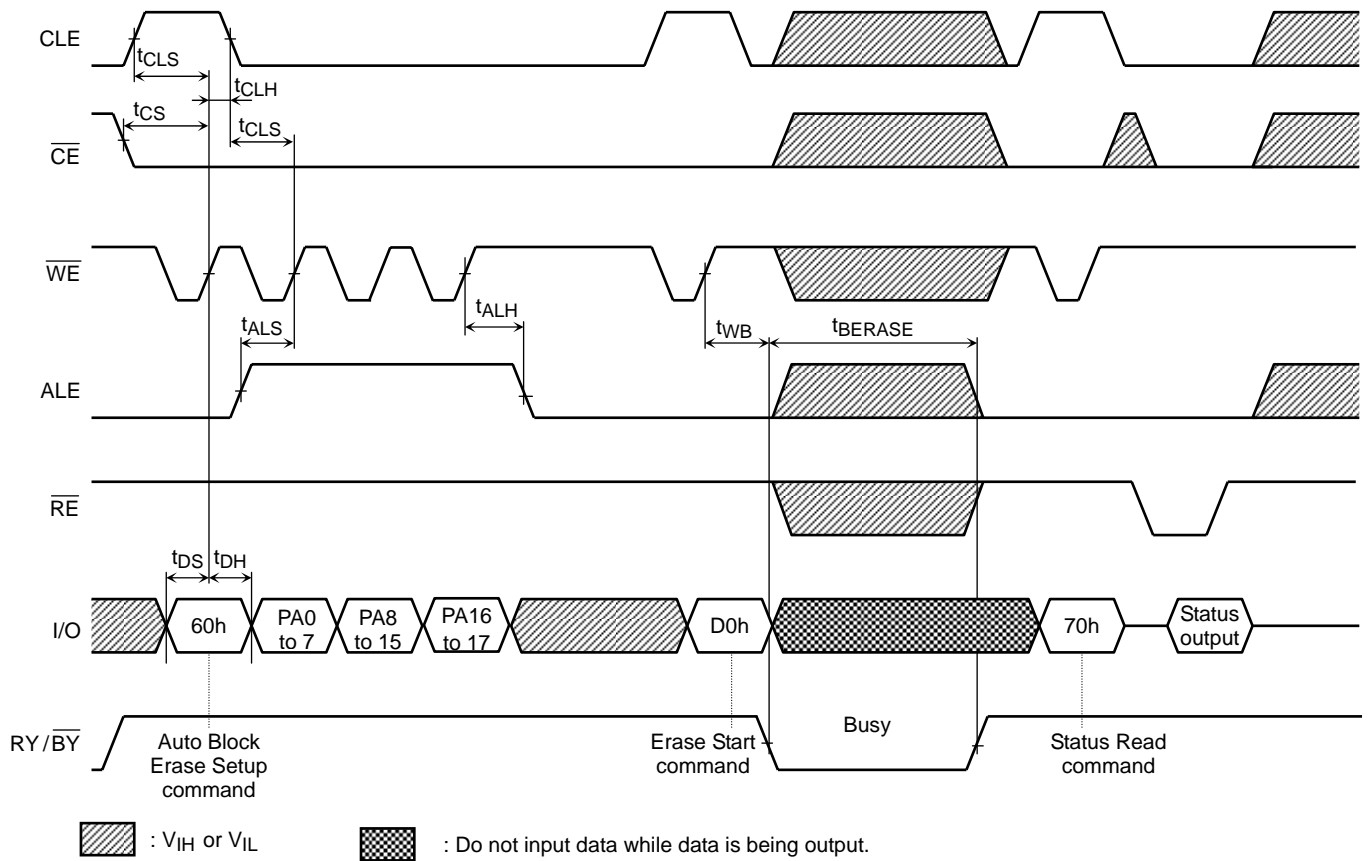 CLE
tCLS
tCLH
tCS
tCLS
CE
WE
tALS
tALH
tWB
tBERASE
ALE
RE
tDS
tDH
I/O
60h
PA0
to 7
PA8
to 15
PA16
to 17
D0h
70h
Status
output
RY/BY
Busy
Auto Block
Erase Setup
command
Erase Start
command
Status Read
command
: VIH or VIL
: Do not input data while data is being output.